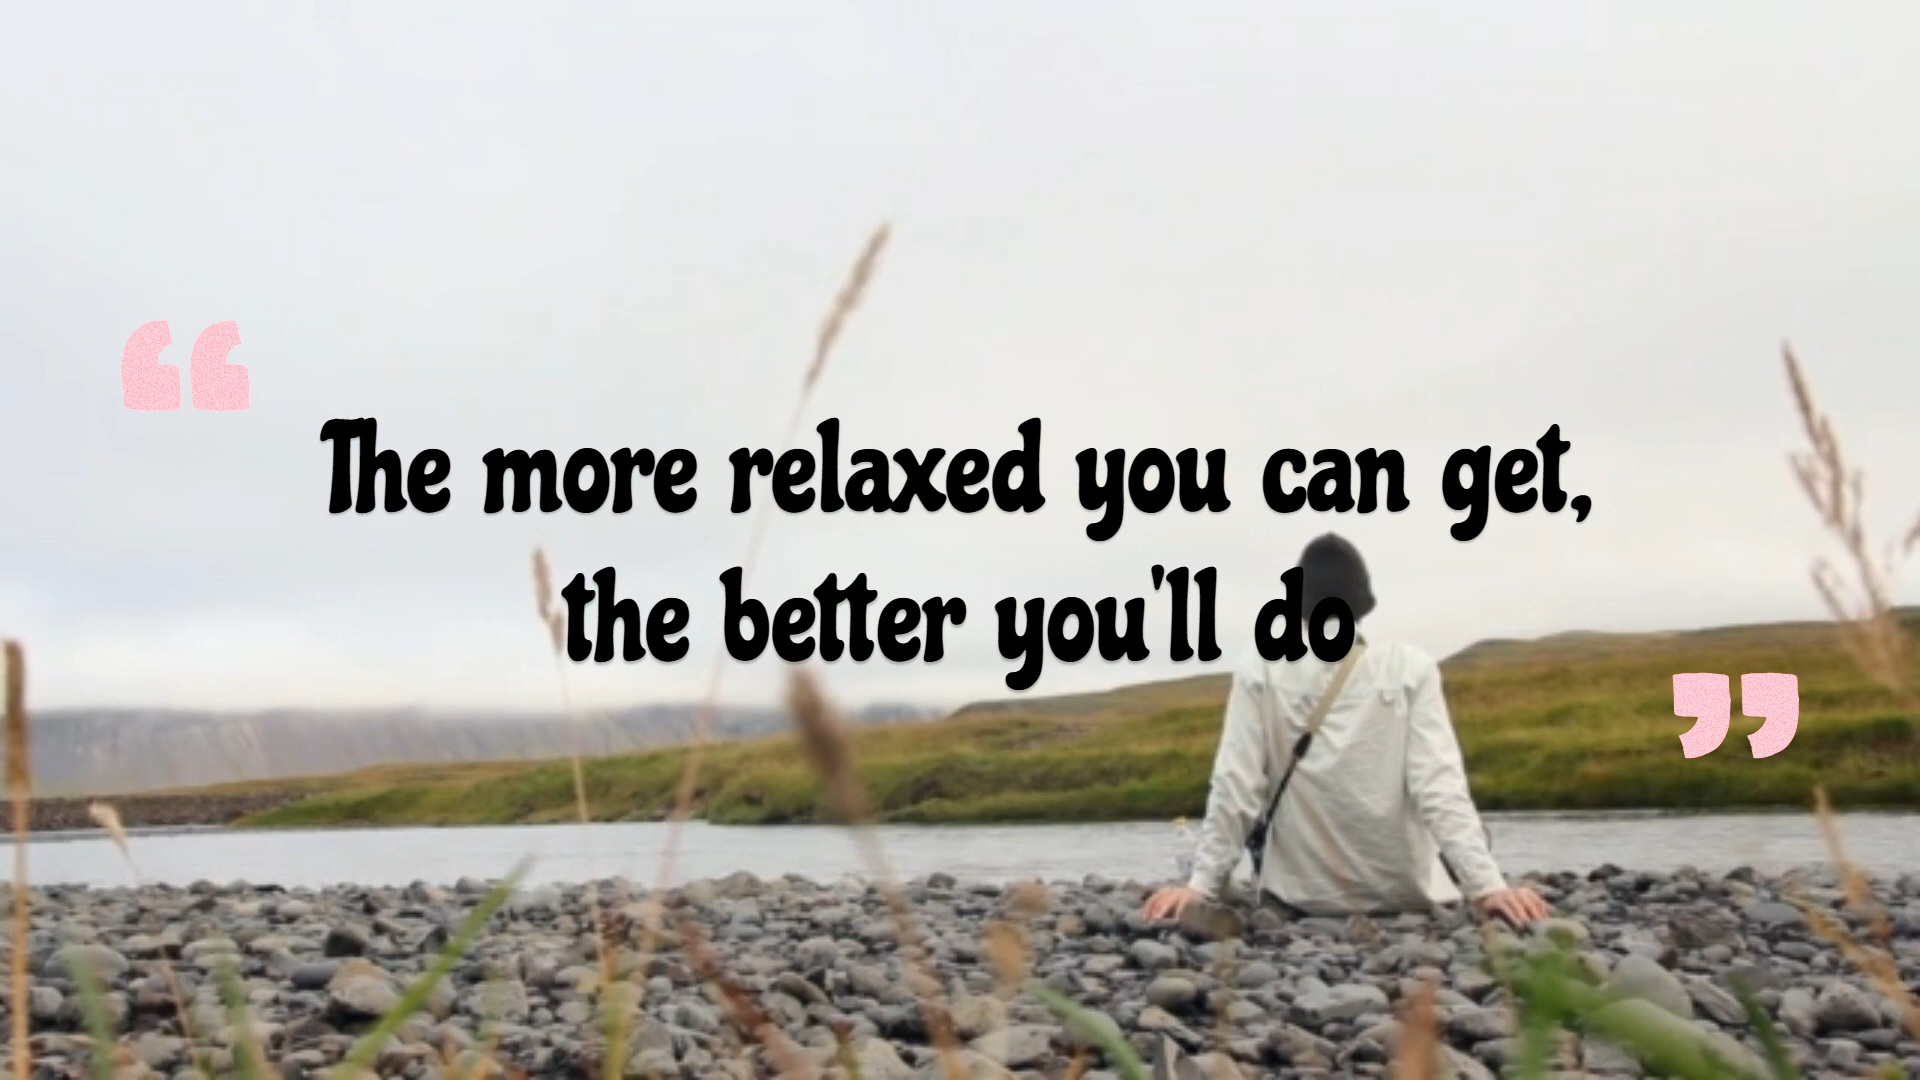 “
The more relaxed you can get,
the better you'll do
”